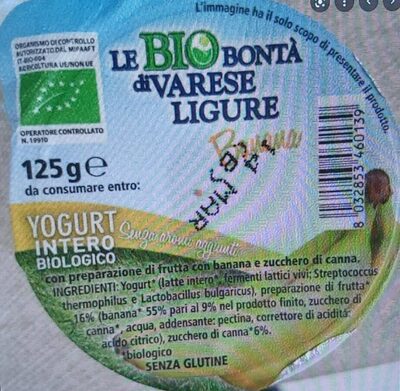 L'immagine ha il solo scopo di presentare il prodotto.
ORGANISMO DI CONTROLLO
AUTORIZZATO DAL MIPAAFT
IT-BIO-004
AGRICOLTURA UE/NON UE
OPERATORE CONTROLLATO
N. 19910
LE BIO BONTÀ
di VARESE
LIGURE
Banana
125 g e
da consumare entro:
MAR
8 032853 460139
YOGURT
INTERO
BIOLOGICO
Senza aromi aggiunti
con preparazione di frutta con banana e zucchero di canna.
INGREDIENTI: Yogurt* (latte intero*, fermenti lattici vivi: Streptococcus
thermophilus e Lactobacillus bulgaricus), preparazione di frutta*
16% (banana* 55% pari al 9% nel prodotto finito, zucchero di
canna*, acqua, addensante: pectina, correttore di acidità:
acido citrico), zucchero di canna*6%.
*biologico
SENZA GLUTINE